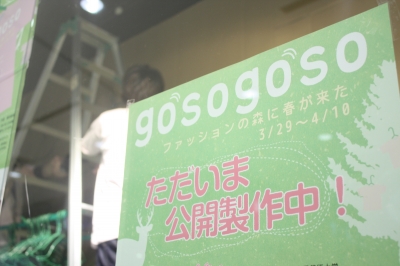 gosogoso
ファッションの森に春が来た
3/29～4/10
ただいま
公開製作中！